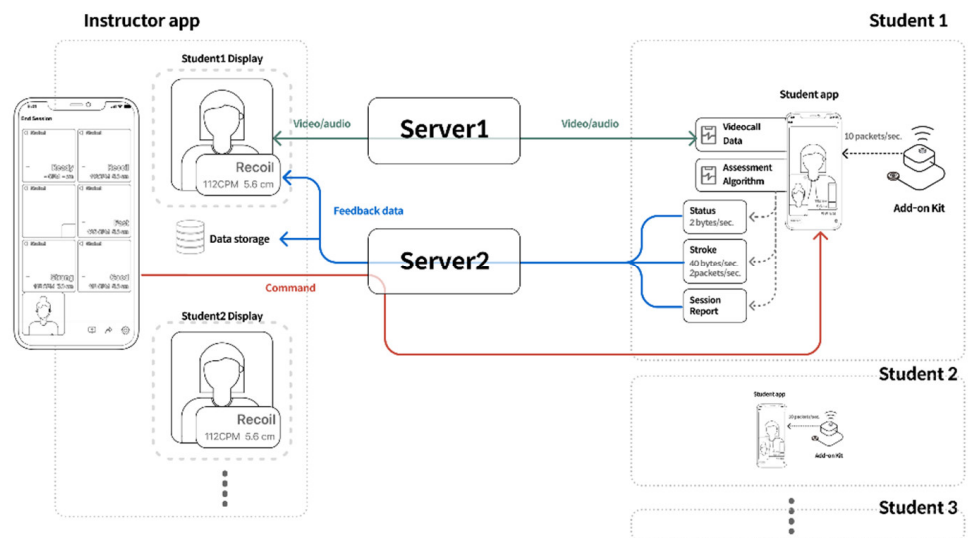 Instructor app
Student 1
Student1 Display
Student app
End Session
Recoil
112CPM 5.6 cm
Video/audio
Server1
Video/audio
Videocall
Data
Assessment
Algorithm
10 packets/sec.
Add-on Kit
Feedback data
Data storage
Server2
Status
2 bytes/sec.
Stroke
40 bytes/sec.
2packets/sec.
Session
Report
Command
Ready
Recoil
Fast
Strong
Good
Student2 Display
Recoil
112CPM 5.6 cm
Student 2
Student app
10 packets/sec.
Add-on Kit
Student 3